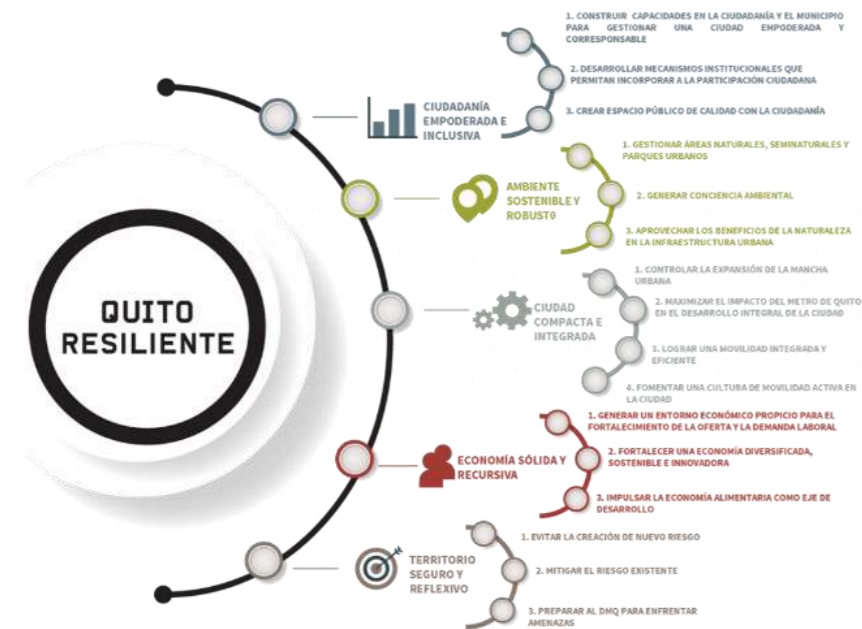 QUITO
RESILIENTE
CIUDADANÍA
EMPODERADA E
INCLUSIVA
1. CONSTRUIR CAPACIDADES EN LA CIUDADANÍA Y EL MUNICIPIO
PARA GESTIONAR UNA CIUDAD EMPODERADA Y
CORRESPONSABLE
2. DESARROLLAR MECANISMOS INSTITUCIONALES QUE
PERMITAN INCORPORAR A LA PARTICIPACIÓN CIUDADANA
3. CREAR ESPACIO PÚBLICO DE CALIDAD CON LA CIUDADANÍA
AMBIENTE
SOSTENIBLE Y
ROBUSTO
1. GESTIONAR ÁREAS NATURALES, SEMINATURALES Y
PARQUES URBANOS
2. GENERAR CONCIENCIA AMBIENTAL
3. APROVECHAR LOS BENEFICIOS DE LA NATURALEZA
EN LA INFRAESTRUCTURA URBANA
CIUDAD
COMPACTA E
INTEGRADA
1. CONTROLAR LA EXPANSIÓN DE LA MANCHA
URBANA
2. MAXIMIZAR EL IMPACTO DEL METRO DE QUITO
EN EL DESARROLLO INTEGRAL DE LA CIUDAD
3. LOGRAR UNA MOVILIDAD INTEGRADA Y
EFICIENTE
4. FOMENTAR UNA CULTURA DE MOVILIDAD ACTIVA EN
LA CIUDAD
ECONOMÍA SÓLIDA Y
RECURSIVA
1. GENERAR UN ENTORNO ECONÓMICO PROPICIO PARA EL
FORTALECIMIENTO DE LA OFERTA Y LA DEMANDA LABORAL
2. FORTALECER UNA ECONOMÍA DIVERSIFICADA,
SOSTENIBLE E INNOVADORA
3. IMPULSAR LA ECONOMÍA ALIMENTARIA COMO EJE DE
DESARROLLO
TERRITORIO
SEGURO Y
REFLEXIVO
1. EVITAR LA CREACIÓN DE NUEVO RIESGO
2. MITIGAR EL RIESGO EXISTENTE
3. PREPARAR AL DMQ PARA ENFRENTAR
AMENAZAS